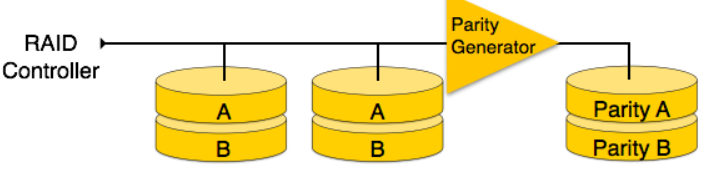 RAID
Controller
Parity
Generator
A
B
A
B
Parity A
Parity B